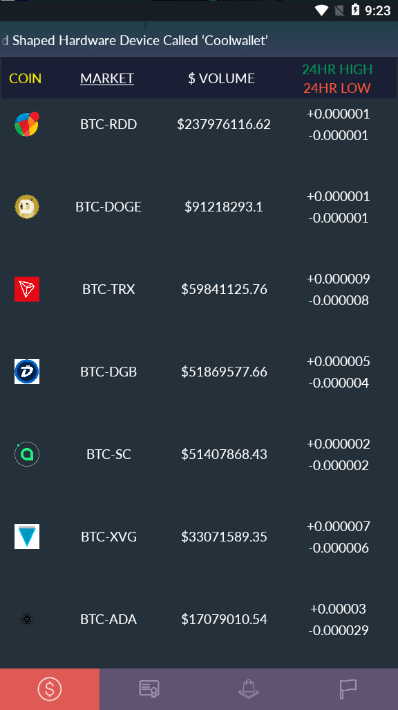 9:23
d Shaped Hardware Device Called ‘Coolwallet’
COIN MARKET $ VOLUME 24HR HIGH
24HR LOW
BTC-RDD $237976116.62 +0.000001
-0.000001
BTC-DOGE $91218293.1 +0.000001
-0.000001
BTC-TRX $59841125.76 +0.000009
-0.000008
BTC-DGB $51869577.66 +0.000005
-0.000004
BTC-SC $51407868.43 +0.000002
-0.000002
BTC-XVG $33071589.35 +0.000007
-0.000006
BTC-ADA $17079010.54 +0.00003
-0.000029